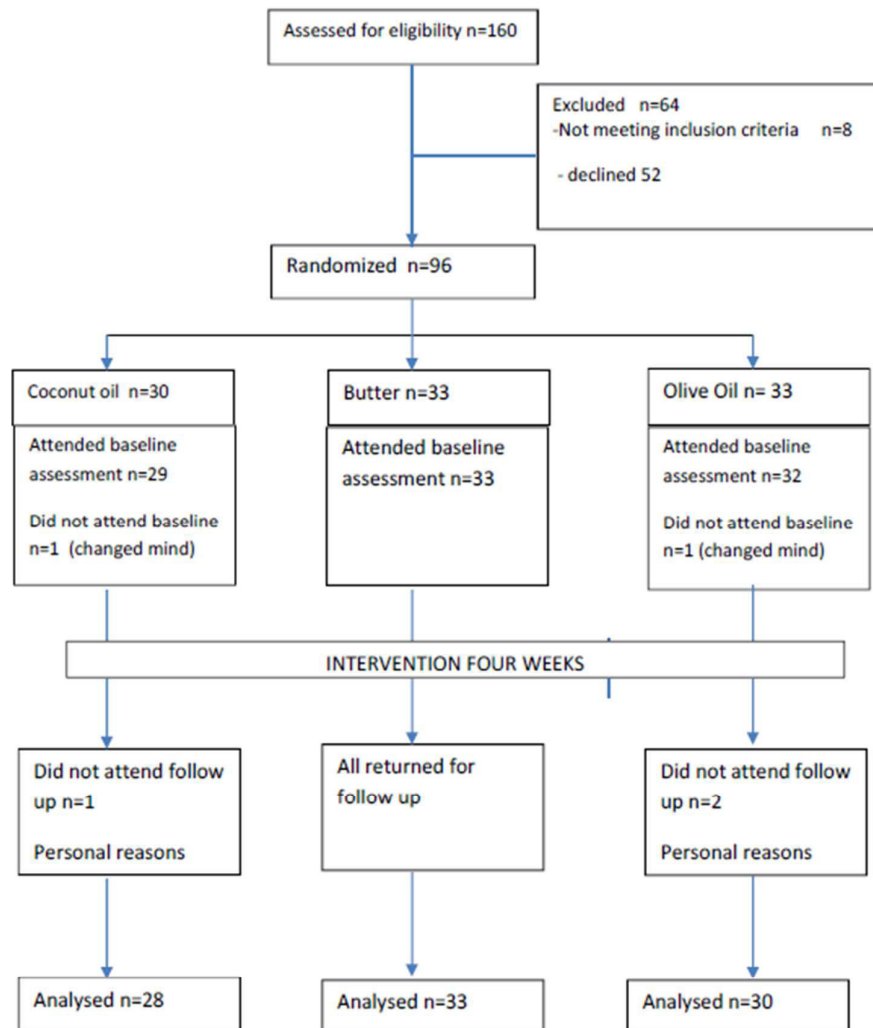 Assessed for eligibility n=160
Excluded n=64
-Not meeting inclusion criteria n=8
- declined 52
Randomized n=96
Coconut oil n=30
Attended baseline
assessment n=29
Did not attend baseline
n=1 (changed mind)
Butter n=33
Attended baseline
assessment n=33
Olive Oil n= 33
Attended baseline
assessment n=32
Did not attend baseline
n=1 (changed mind)
INTERVENTION FOUR WEEKS
Did not attend follow
up n=1
Personal reasons
All returned for
follow up
Did not attend follow
up n=2
Personal reasons
Analysed n=28
Analysed n=33
Analysed n=30